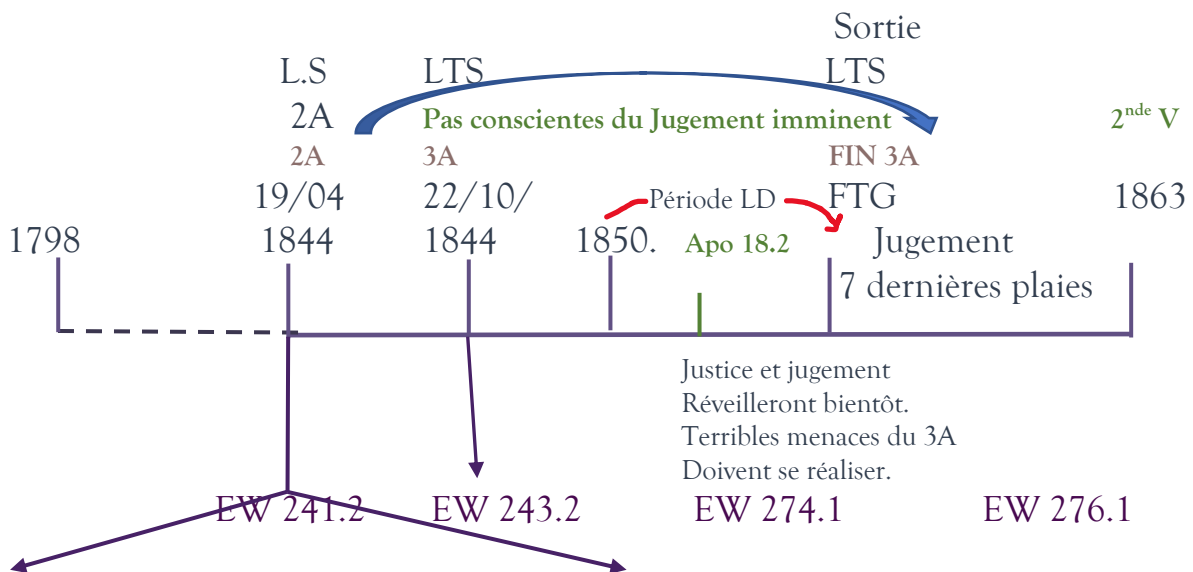 Sortie
L.S LTS LTS
2A Pas conscientes du Jugement imminent 2nde V
2A 3A FIN 3A
19/04 22/10/ Période LD FTG 1863
1798 1844 1844 1850. Apo 18.2 Jugement
7 dernières plaies
Justice et jugement
Réveilleront bientôt.
Terribles menaces du 3A
Doivent se réaliser.
EW 241.2 EW 243.2 EW 274.1 EW 276.1